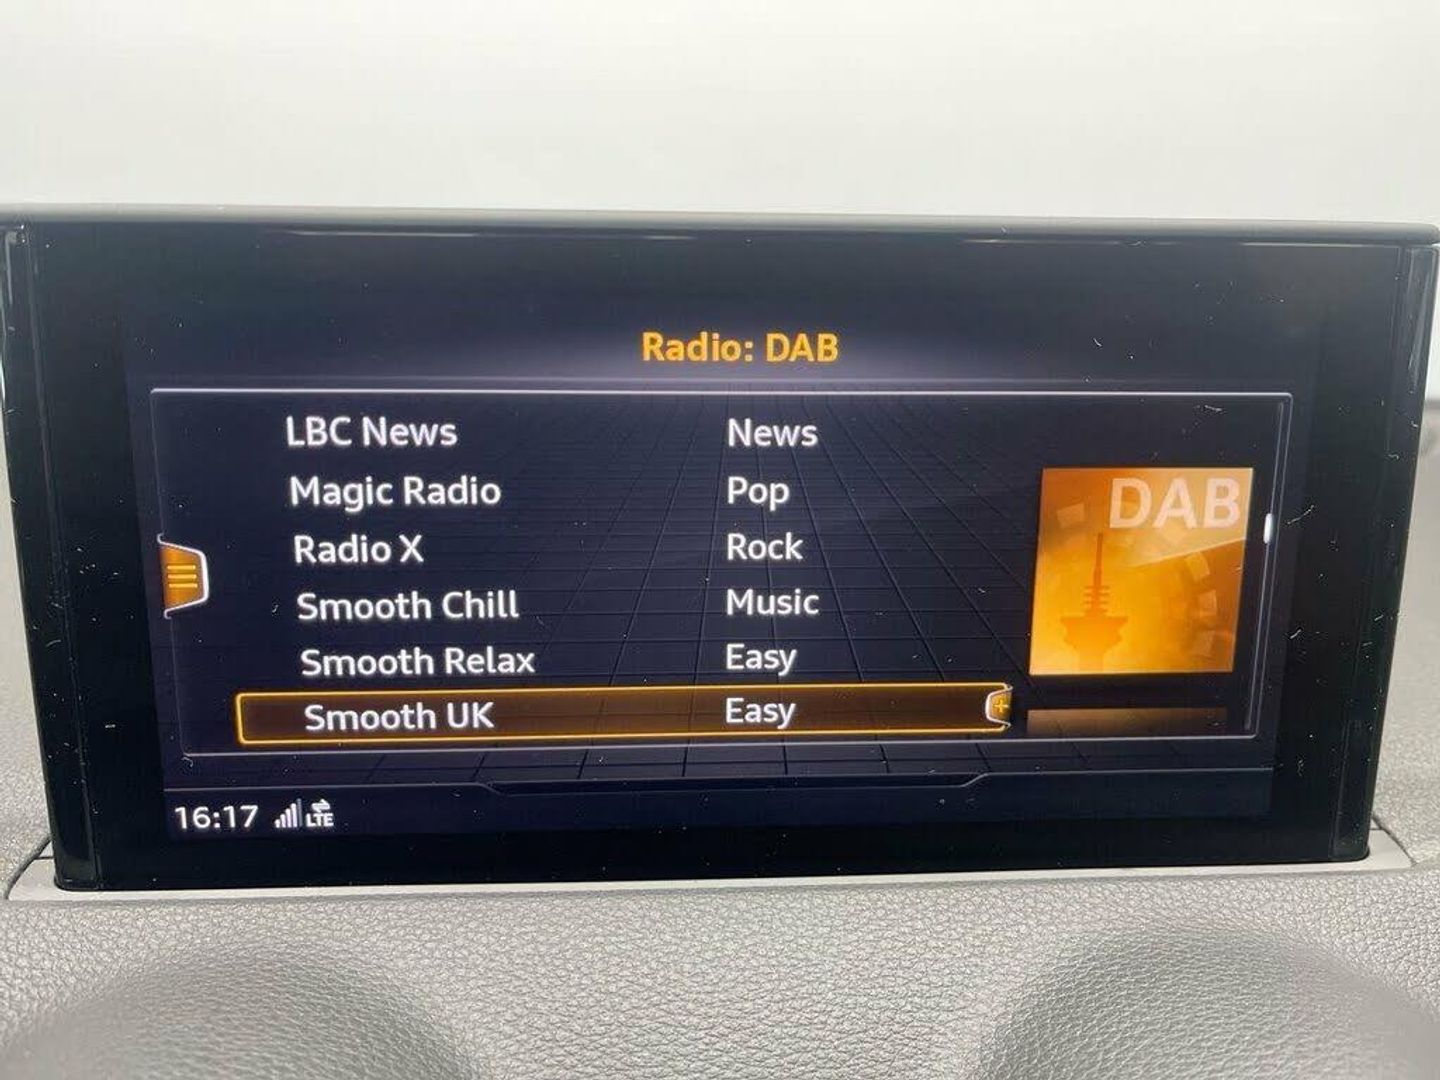 Radio: DAB
LBC News News
Magic Radio Pop
Radio X Rock
Smooth Chill Music
Smooth Relax Easy
Smooth UK Easy
DAB
16:17 LTE